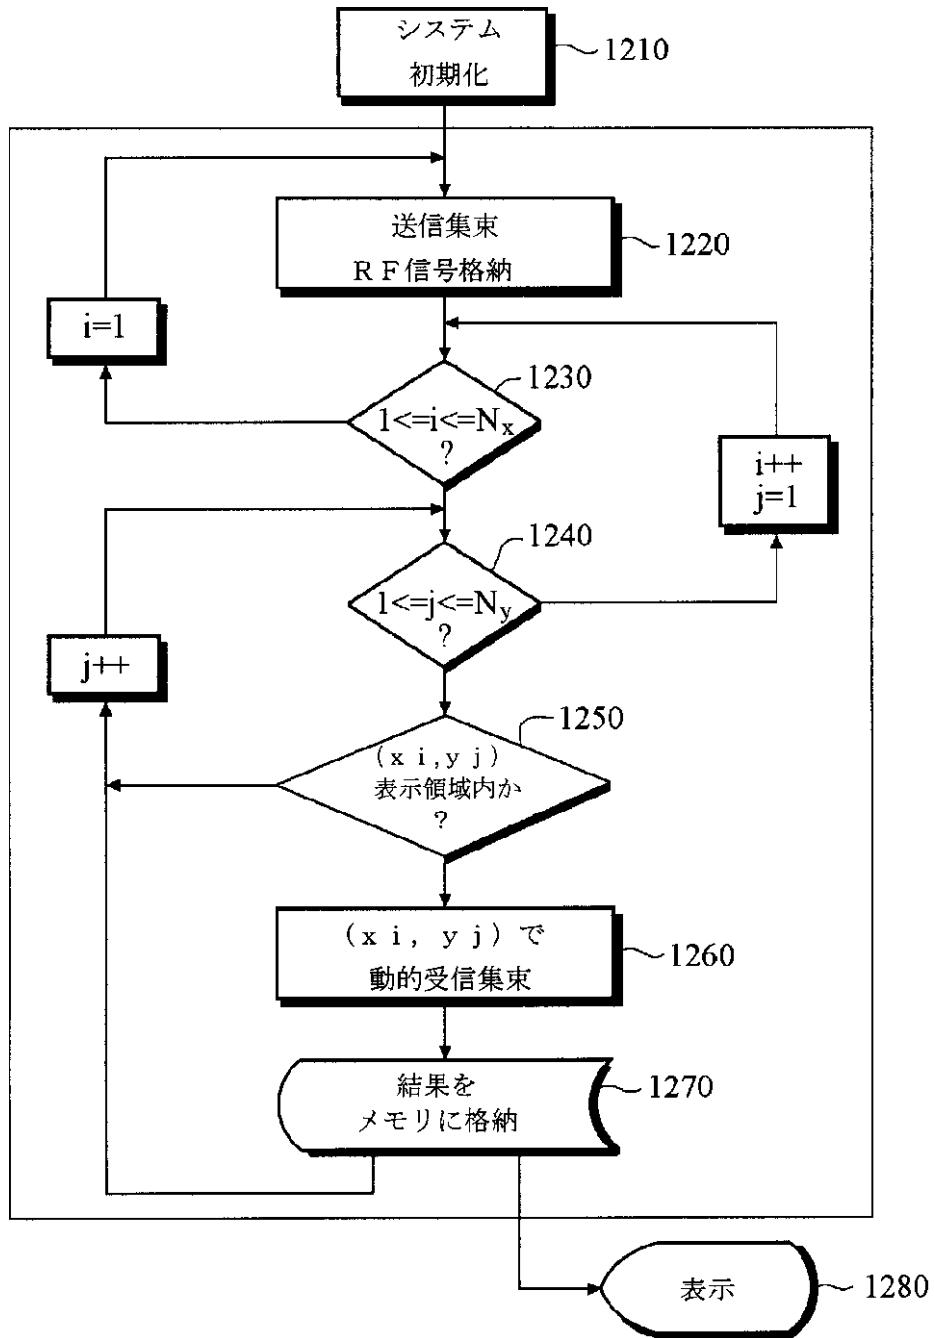 システム
初期化
1210
送信集束
RF信号格納
1220
i=1
1230
1<=i<=Nx
?
i++
j=1
1240
1<=j<=Ny
?
j++
1250
(xi,yj)
表示領域内か
?
(xi, yj)で
動的受信集束
1260
結果を
メモリに格納
1270
表示
1280